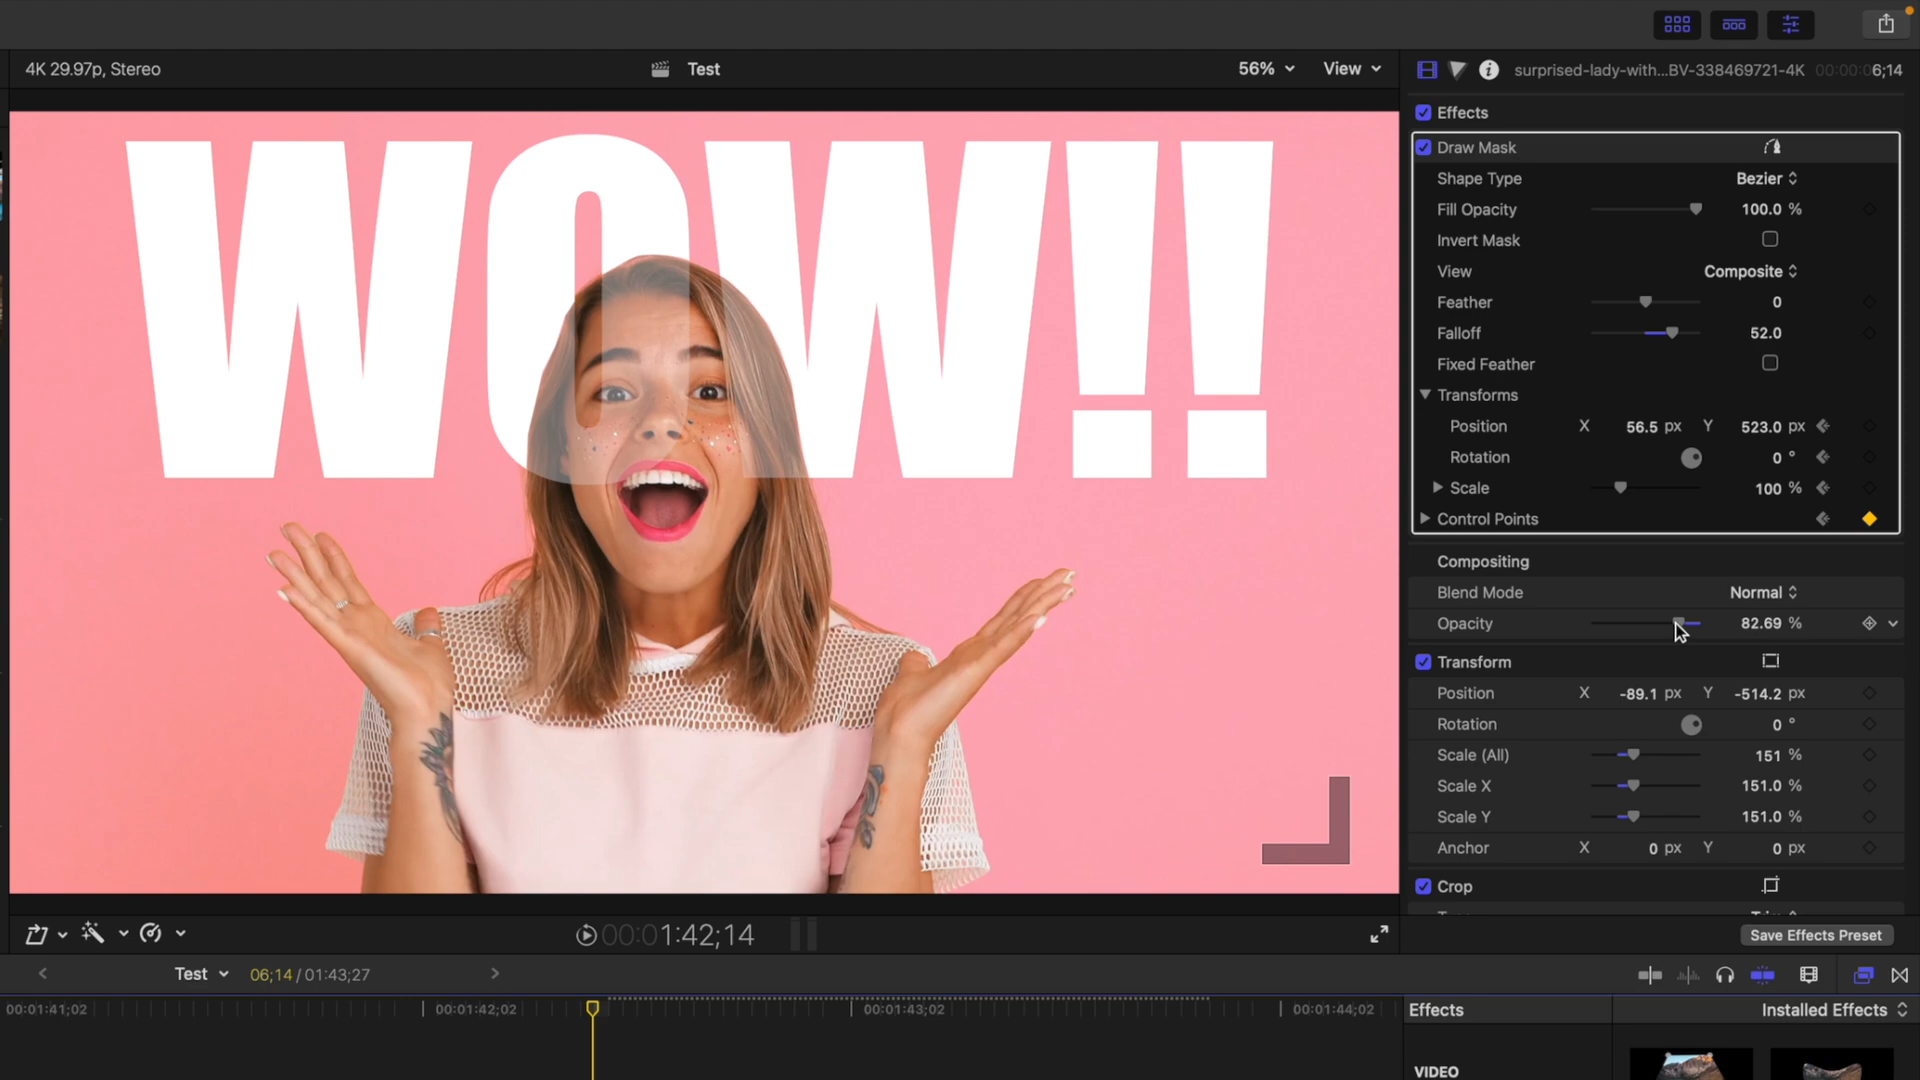 4K 29.97p, Stereo
Test
56%
View
surprised-lady-with...BV-338469721-4K
00:00:06;14
WOW!!
Effects
Draw Mask
Shape Type Bezier
Fill Opacity 100.0 %
Invert Mask
View Composite
Feather 0
Falloff 52.0
Fixed Feather
Transforms
Position X 56.5 px Y 523.0 px
Rotation 0 °
Scale 100 %
Control Points
Compositing
Blend Mode Normal
Opacity 82.69 %
Transform
Position X -89.1 px Y -514.2 px
Rotation 0 °
Scale (All) 151 %
Scale X 151.0 %
Scale Y 151.0 %
Anchor X 0 px Y 0 px
Crop
00:01:42;14
Save Effects Preset
Test 06;14 / 01:43;27
00:01:41;02
00:01:42;02
00:01:43;02
00:01:44;02
Effects
Installed Effects
VIDEO